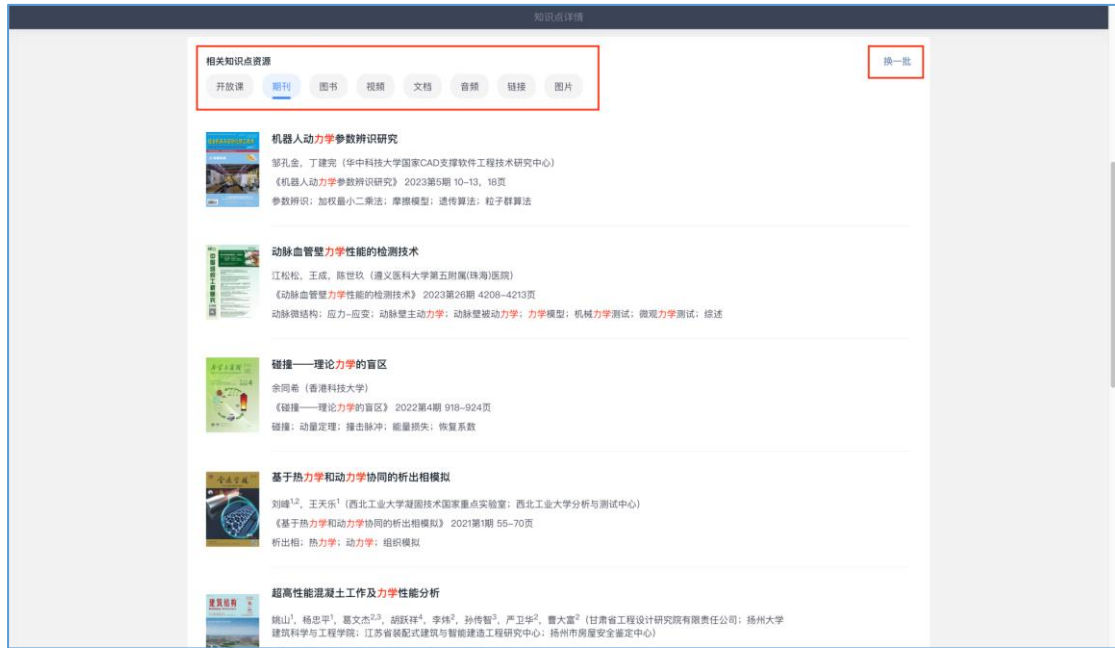 知识点详情
相关知识点资源
换一批
开放课 期刊 图书 视频 文档 音频 链接 图片
机器人动力学参数辨识研究
邹孔金，丁建完（华中科技大学国家CAD支撑软件工程技术研究中心）
《机器人动力学参数辨识研究》 2023第5期 10-13，18页
参数辨识；加权最小二乘法；摩擦模型；遗传算法；粒子群算法
动脉血管壁力学性能的检测技术
江松松，王成，陈世玖（遵义医科大学第五附属(珠海)医院）
《动脉血管壁力学性能的检测技术》 2023第26期 4208-4213页
动脉微结构；应力-应变；动脉壁主动力学；动脉壁被动力学；力学模型；机械力学测试；微观力学测试；综述
碰撞——理论力学的盲区
余同希（香港科技大学）
《碰撞——理论力学的盲区》 2022第4期 918-924页
碰撞；动量定理；撞击脉冲；能量损失；恢复系数
金属学报
基于热力学和动力学协同的析出相模拟
刘峰1,2，王天乐1（西北工业大学凝固技术国家重点实验室；西北工业大学分析与测试中心）
《基于热力学和动力学协同的析出相模拟》 2021第1期 55-70页
析出相；热力学；动力学；组织模拟
建筑结构
超高性能混凝土工作及力学性能分析
姚山1，杨忠平1，葛文杰2,3，胡跃祥4，李炜2，孙传智3，严卫华2，曹大富2（甘肃省工程设计研究院有限责任公司；扬州大学
建筑科学与工程学院；江苏省装配式建筑与智能建造工程研究中心；扬州市房屋安全鉴定中心）